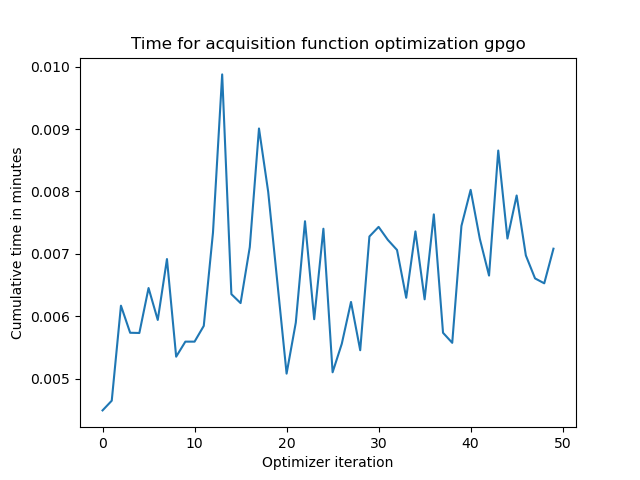 Time for acquisition function optimization gpgo
0.010
0.009
0.008
0.007
0.006
0.005
Cumulative time in minutes
0 10 20 30 40 50
Optimizer iteration